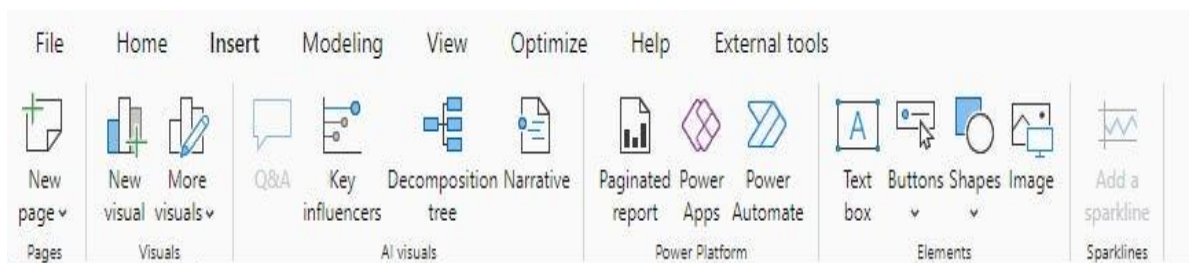 File Home Insert Modeling View Optimize Help External tools
New page
New visual
More visuals
Q&A
Key influencers
Decomposition tree
Narrative
Paginated report
Power Apps
Power Automate
A
Text box
Buttons
Shapes
Image
Add a sparkline
Pages Visuals AI visuals Power Platform Elements Sparklines